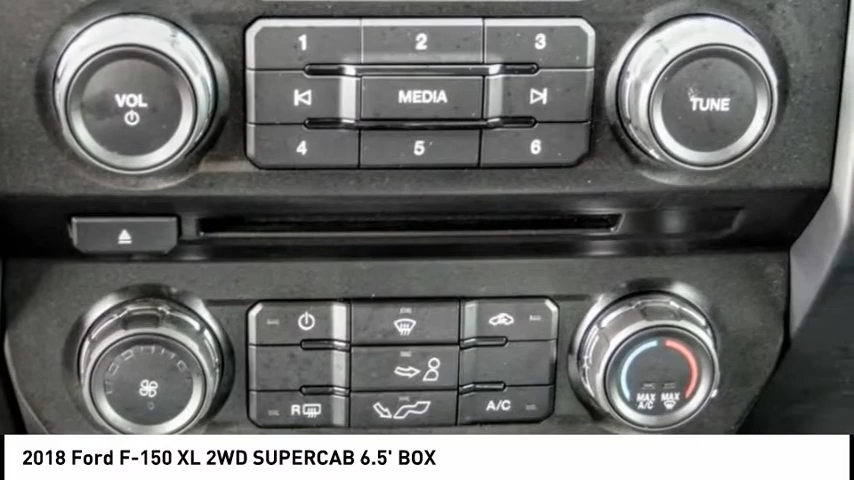 1 2 3
VOL MEDIA TUNE
4 5 6
R A/C
MAX MAX
A/C
2018 Ford F-150 XL 2WD SUPERCAB 6.5' BOX